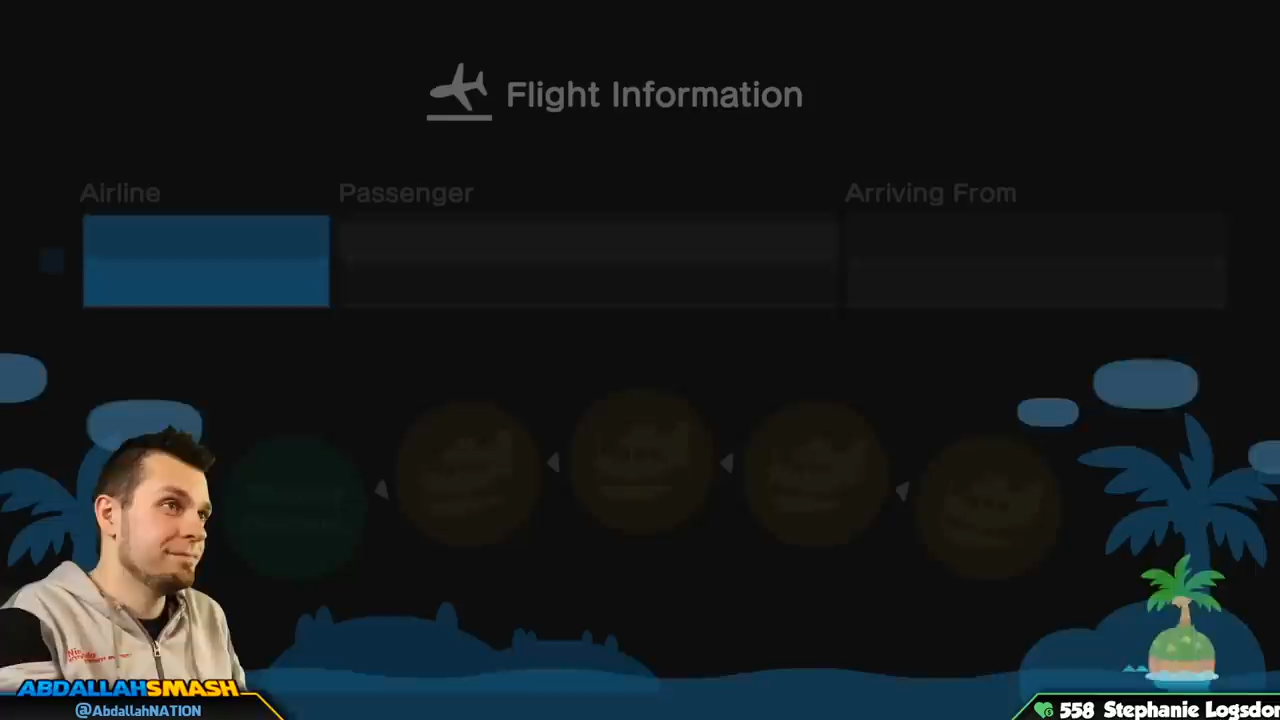 Flight Information
Airline
Passenger
Arriving From
ABDALLAHSMASH
@AbdallahNATION
558 Stephanie Logsdon